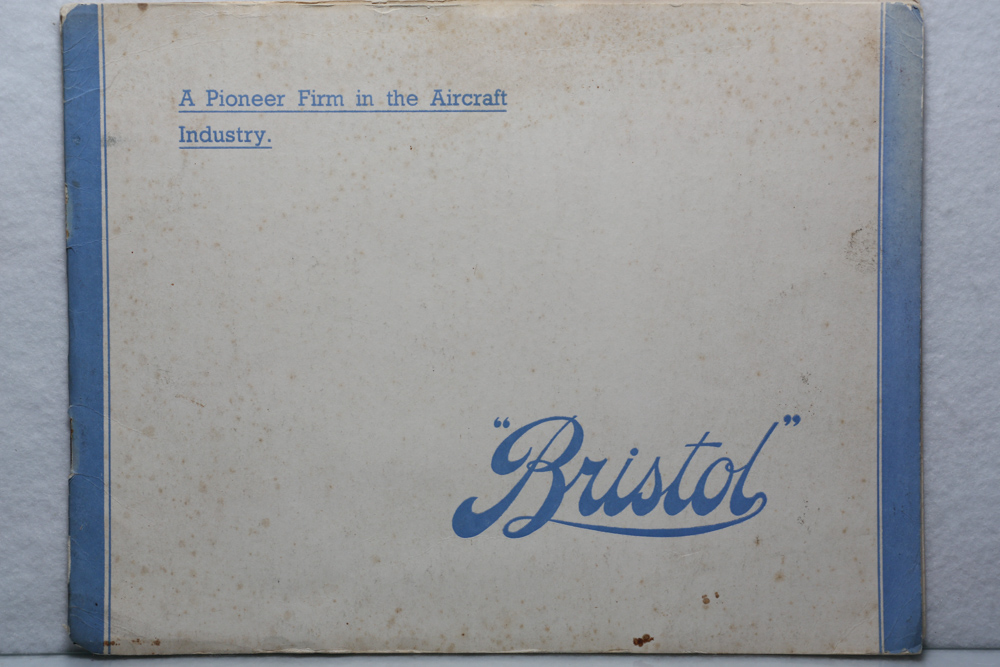 A Pioneer Firm in the Aircraft
Industry.
“Bristol”